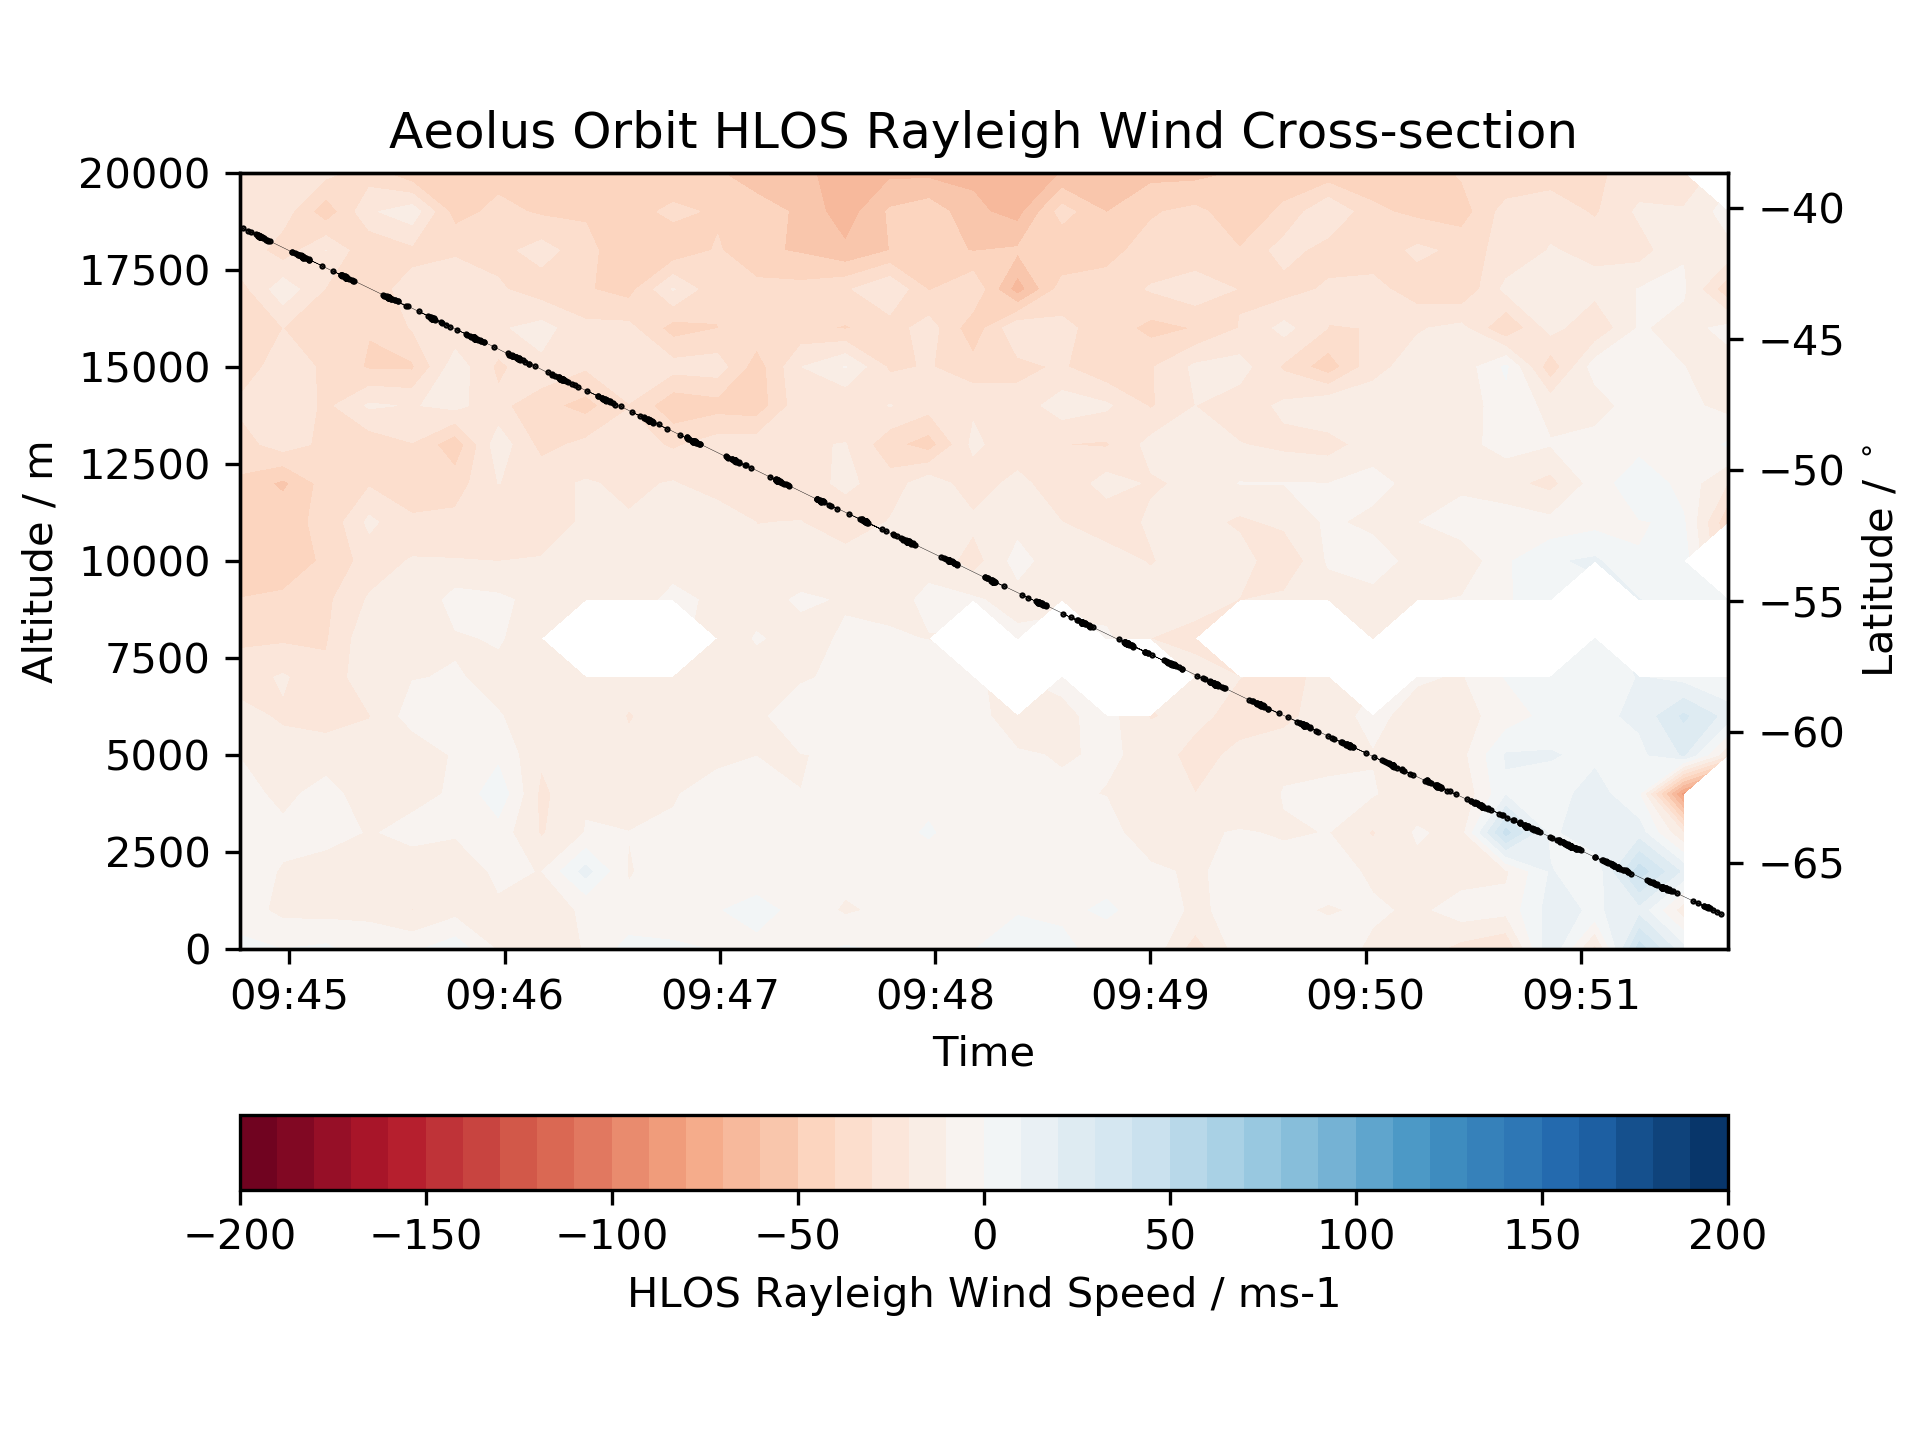 Aeolus Orbit HLOS Rayleigh Wind Cross-section
20000
17500
15000
12500
10000
7500
5000
2500
0
Altitude / m
−40
−45
−50
−55
−60
−65
Latitude / °
09:45 09:46 09:47 09:48 09:49 09:50 09:51
Time
−200 −150 −100 −50 0 50 100 150 200
HLOS Rayleigh Wind Speed / ms-1